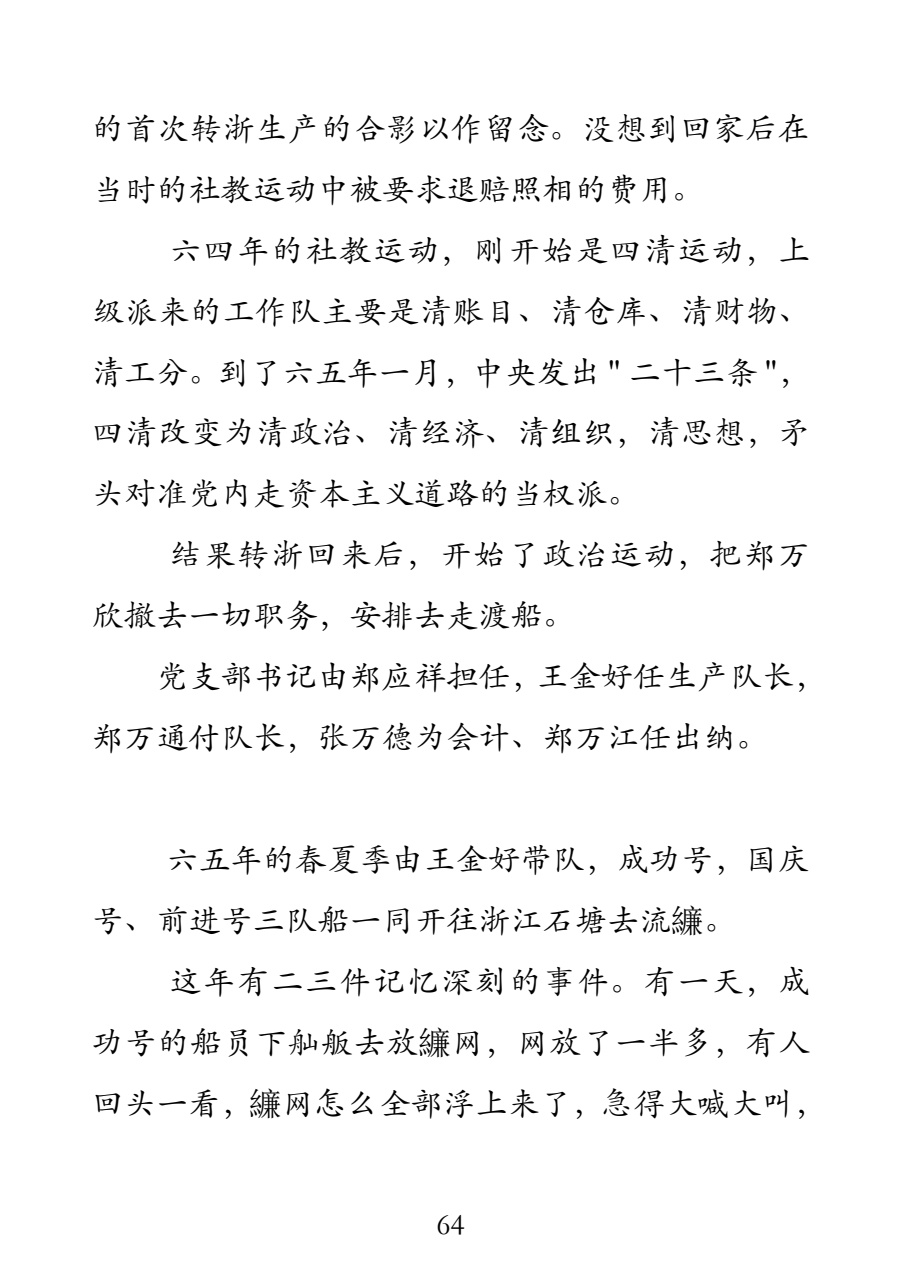 的首次转浙生产的合影以作留念。没想到回家后在
当时的社教运动中被要求退赔照相的费用。
六四年的社教运动，刚开始是四清运动，上
级派来的工作队主要是清账目、清仓库、清财物、
清工分。到了六五年一月，中央发出"二十三条"，
四清改变为清政治、清经济、清组织，清思想，矛
头对准党内走资本主义道路的当权派。
结果转浙回来后，开始了政治运动，把郑万
欣撤去一切职务，安排去走渡船。
党支部书记由郑应祥担任，王金好任生产队长，
郑万通付队长，张万德为会计、郑万江任出纳。
六五年的春夏季由王金好带队，成功号，国庆
号、前进号三队船一同开往浙江石塘去流䊯。
这年有二三件记忆深刻的事件。有一天，成
功号的船员下舢舨去放䊯网，网放了一半多，有人
回头一看，䊯网怎么全部浮上来了，急得大喊大叫，
64